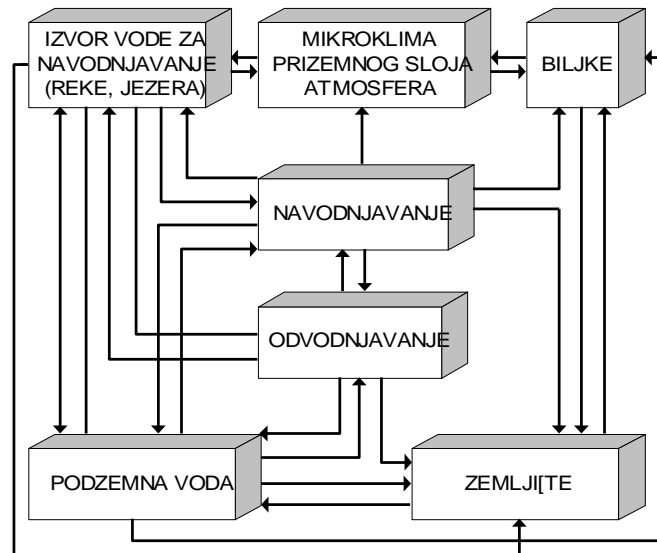 IZVOR VODE ZA
NAVODNJAVANJE
(REKE, JEZERA)
MIKROKLIMA
PRIZEMNOG SLOJA
ATMOSFERA
BILJKE
NAVODNJAVANJE
ODVODNJAVANJE
PODZEMNA VODA
ZEMLJI[TE